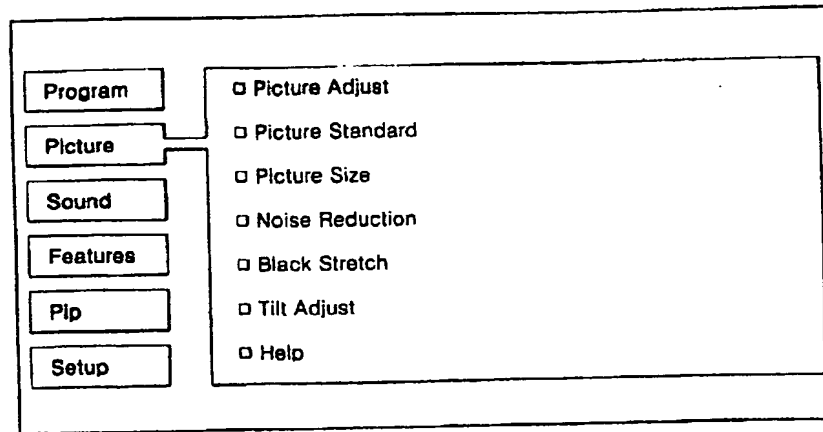 Program
Picture
Sound
Features
Pip
Setup
Picture Adjust
Picture Standard
Picture Size
Noise Reduction
Black Stretch
Tilt Adjust
Help